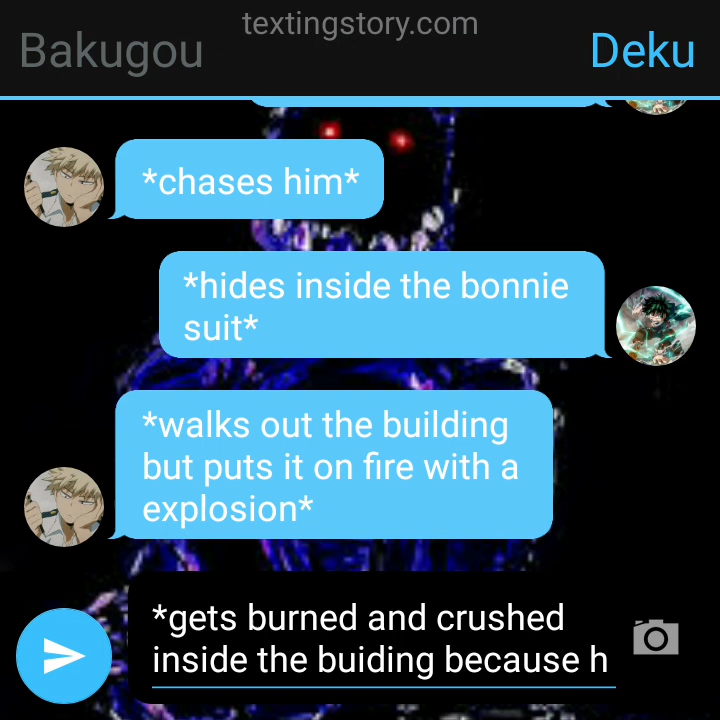 textingstory.com
Bakugou
Deku
*chases him*
*hides inside the bonnie
suit*
*walks out the building
but puts it on fire with a
explosion*
*gets burned and crushed
inside the buiding because h